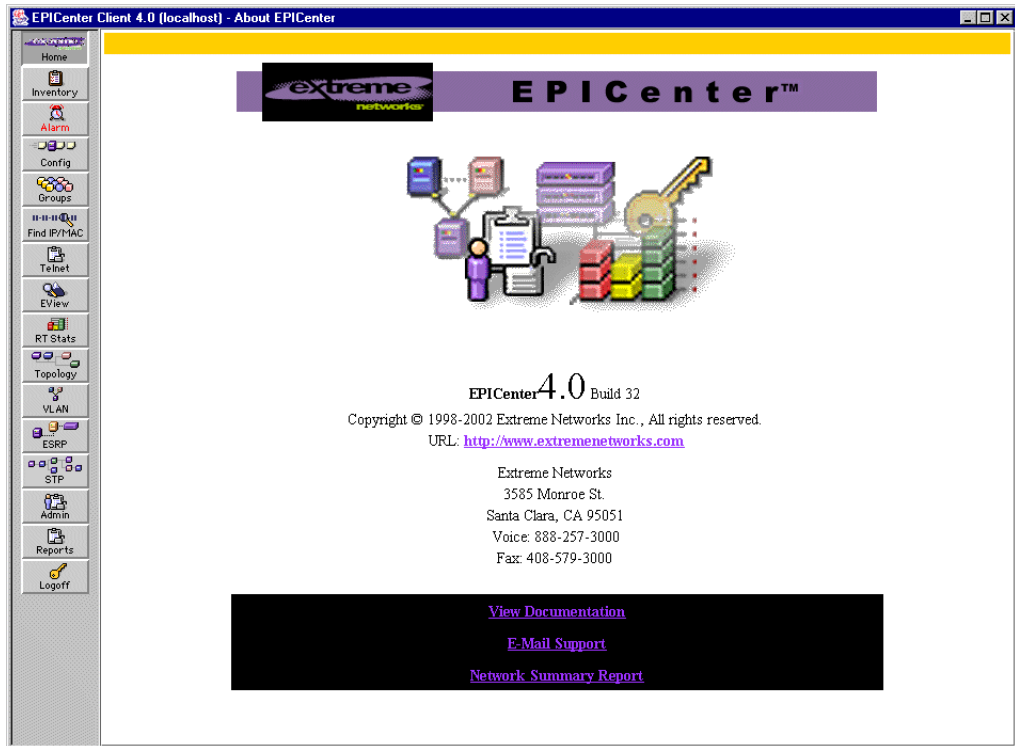 EPICenter Client 4.0 (localhost) - About EPICenter
Home
Inventory
Alarm
Config
Groups
Find IP/MAC
Telnet
EView
RT Stats
Topology
VLAN
ESRP
STP
Admin
Reports
Logoff
extreme
networks
EPICenter™
EPICenter4.0 Build 32
Copyright © 1998-2002 Extreme Networks Inc., All rights reserved.
URL: http://www.extremenetworks.com
Extreme Networks
3585 Monroe St.
Santa Clara, CA 95051
Voice: 888-257-3000
Fax: 408-579-3000
View Documentation
E-Mail Support
Network Summary Report